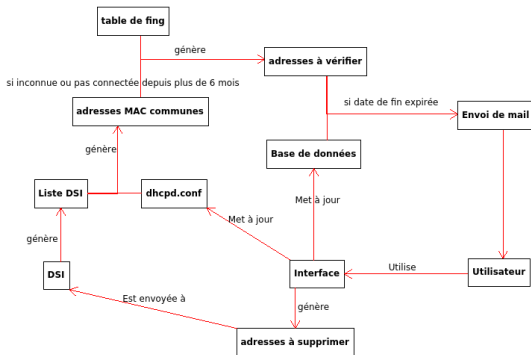 table de fing
génère
adresses à vérifier
si inconnue ou pas connectée depuis plus de 6 mois
adresses MAC communes
si date de fin expirée
Envoi de mail
génère
Base de données
Liste DSI
dhcpd.conf
Met à jour
Met à jour
génère
DSI
Interface
Utilise
Utilisateur
Est envoyée à
génère
adresses à supprimer